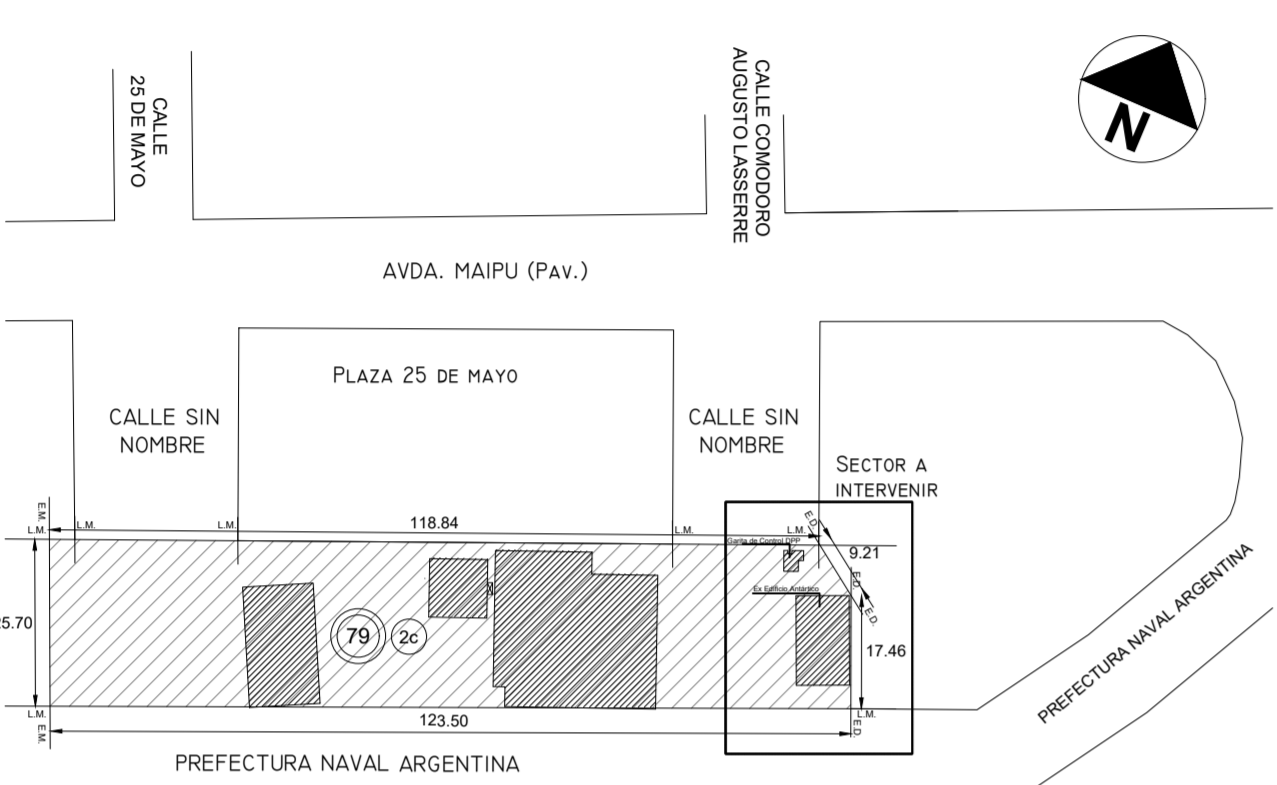 CALLE
25 DE MAYO
CALLE COMODORO
AUGUSTO LASSERRE
N
AVDA. MAIPU (PAV.)
PLAZA 25 DE MAYO
CALLE SIN
NOMBRE
CALLE SIN
NOMBRE
SECTOR A
INTERVENIR
E.M.
L.M.
L.M.
L.M.
118.84
L.M.
L.M.
E.D.
Garita de Control DPP
9.21
E.D.
E.D.
Ex Edificio Antártico
25.70
79
2c
17.46
PREFECTURA NAVAL ARGENTINA
L.M.
E.M.
123.50
L.M.
E.D.
PREFECTURA NAVAL ARGENTINA